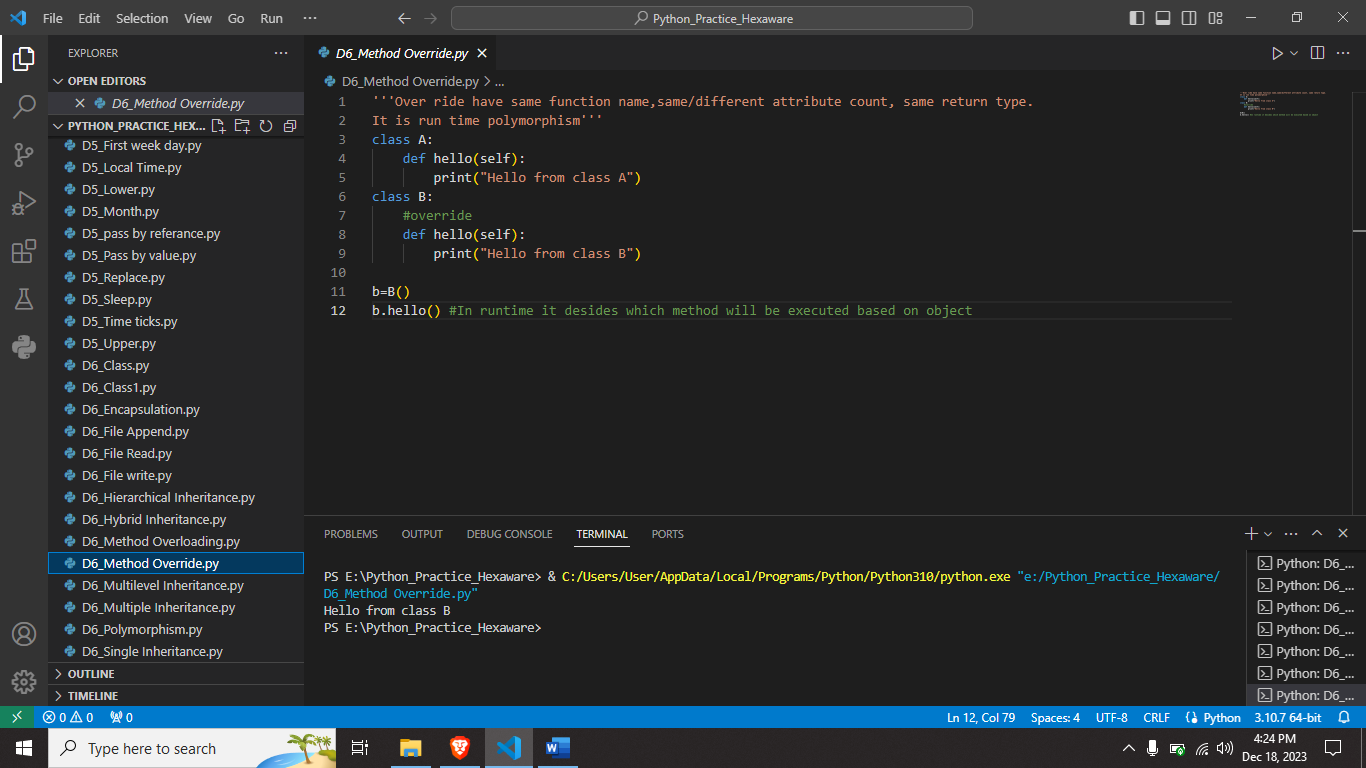 File Edit Selection View Go Run ··· Python_Practice_Hexaware
EXPLORER ···
OPEN EDITORS
D6_Method Override.py
PYTHON_PRACTICE_HEX...
D5_First week day.py
D5_Local Time.py
D5_Lower.py
D5_Month.py
D5_pass by referance.py
D5_Pass by value.py
D5_Replace.py
D5_Sleep.py
D5_Time ticks.py
D5_Upper.py
D6_Class.py
D6_Class1.py
D6_Encapsulation.py
D6_File Append.py
D6_File Read.py
D6_File write.py
D6_Hierarchical Inheritance.py
D6_Hybrid Inheritance.py
D6_Method Overloading.py
D6_Method Override.py
D6_Multilevel Inheritance.py
D6_Multiple Inheritance.py
D6_Polymorphism.py
D6_Single Inheritance.py
OUTLINE
TIMELINE
D6_Method Override.py
D6_Method Override.py > ...
1 '''Over ride have same function name,same/different attribute count, same return type.
2 It is run time polymorphism'''
3 class A:
4     def hello(self):
5         print("Hello from class A")
6 class B:
7     #override
8     def hello(self):
9         print("Hello from class B")
10
11 b=B()
12 b.hello() #In runtime it desides which method will be executed based on object
PROBLEMS OUTPUT DEBUG CONSOLE TERMINAL PORTS
PS E:\Python_Practice_Hexaware> & C:/Users/User/AppData/Local/Programs/Python/Python310/python.exe "e:/Python_Practice_Hexaware/
D6_Method Override.py"
Hello from class B
PS E:\Python_Practice_Hexaware>
Python: D6_...
Python: D6_...
Python: D6_...
Python: D6_...
Python: D6_...
Python: D6_...
Python: D6_...
0 0 0 Ln 12, Col 79 Spaces: 4 UTF-8 CRLF Python 3.10.7 64-bit
Type here to search
4:24 PM
Dec 18, 2023